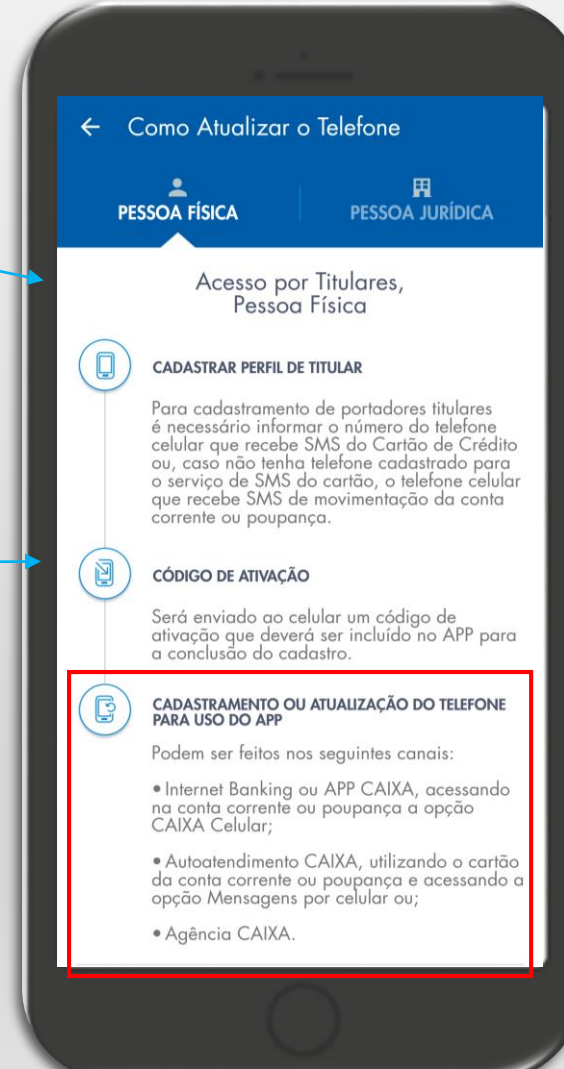 Como Atualizar o Telefone
PESSOA FÍSICA
PESSOA JURÍDICA
Acesso por Titulares,
Pessoa Física
CADASTRAR PERFIL DE TITULAR
Para cadastramento de portadores titulares
é necessário informar o número do telefone
celular que recebe SMS do Cartão de Crédito
ou, caso não tenha telefone cadastrado para
o serviço de SMS do cartão, o telefone celular
que recebe SMS de movimentação da conta
corrente ou poupança.
CÓDIGO DE ATIVAÇÃO
Será enviado ao celular um código de
ativação que deverá ser incluído no APP para
a conclusão do cadastro.
CADASTRAMENTO OU ATUALIZAÇÃO DO TELEFONE
PARA USO DO APP
Podem ser feitos nos seguintes canais:
• Internet Banking ou APP CAIXA, acessando
na conta corrente ou poupança a opção
CAIXA Celular;
• Autoatendimento CAIXA, utilizando o cartão
da conta corrente ou poupança e acessando a
opção Mensagens por celular ou;
• Agência CAIXA.